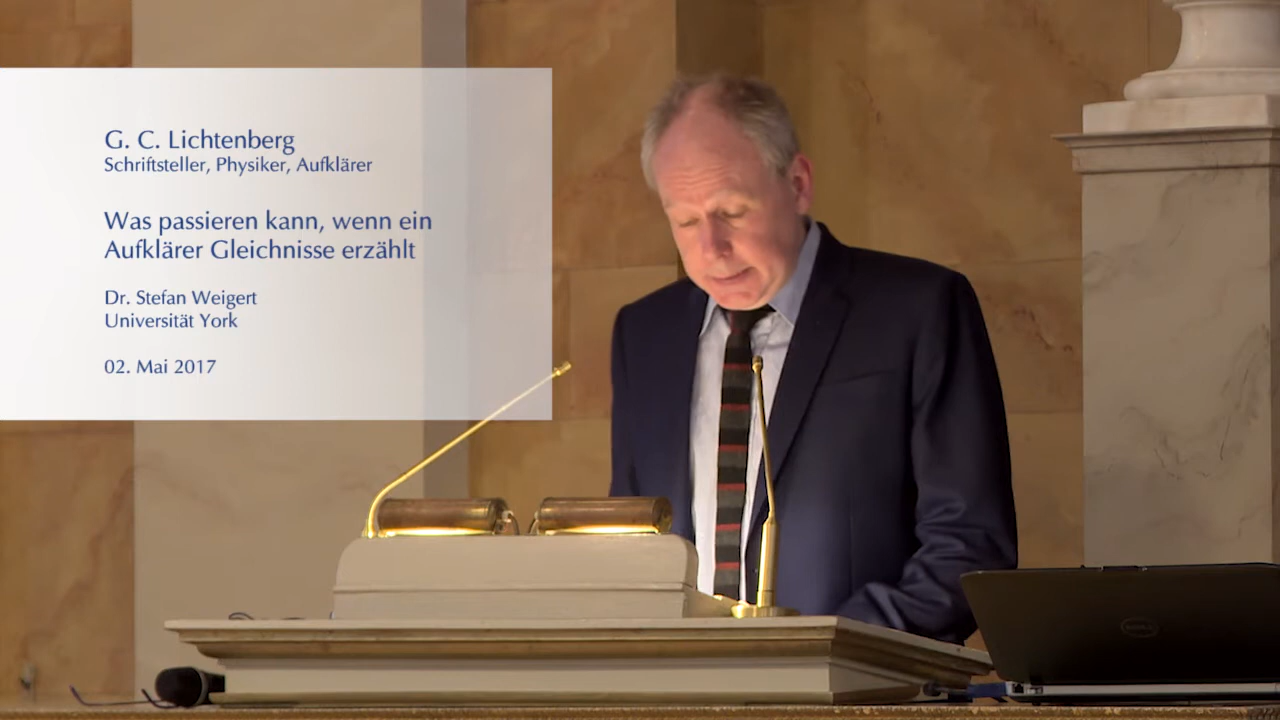 G. C. Lichtenberg
Schriftsteller, Physiker, Aufklärer
Was passieren kann, wenn ein
Aufklärer Gleichnisse erzählt
Dr. Stefan Weigert
Universität York
02. Mai 2017
DELL